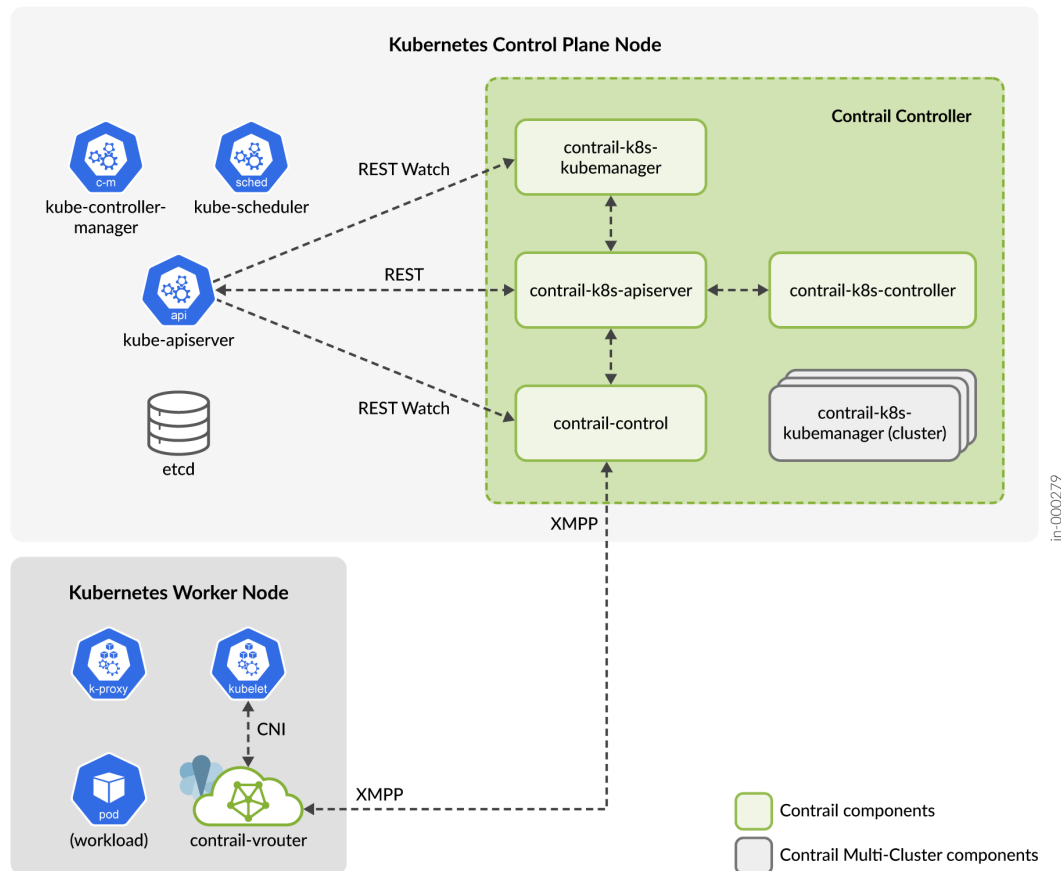 Kubernetes Control Plane Node
Contrail Controller
c-m
kube-controller-
manager
sched
kube-scheduler
REST Watch
contrail-k8s-
kubemanager
REST
api
kube-apiserver
contrail-k8s-apiserver
contrail-k8s-controller
REST Watch
etcd
contrail-control
contrail-k8s-
kubemanager (cluster)
XMPP
in-000279
Kubernetes Worker Node
k-proxy
kubelet
CNI
pod
(workload)
contrail-vrouter
XMPP
Contrail components
Contrail Multi-Cluster components